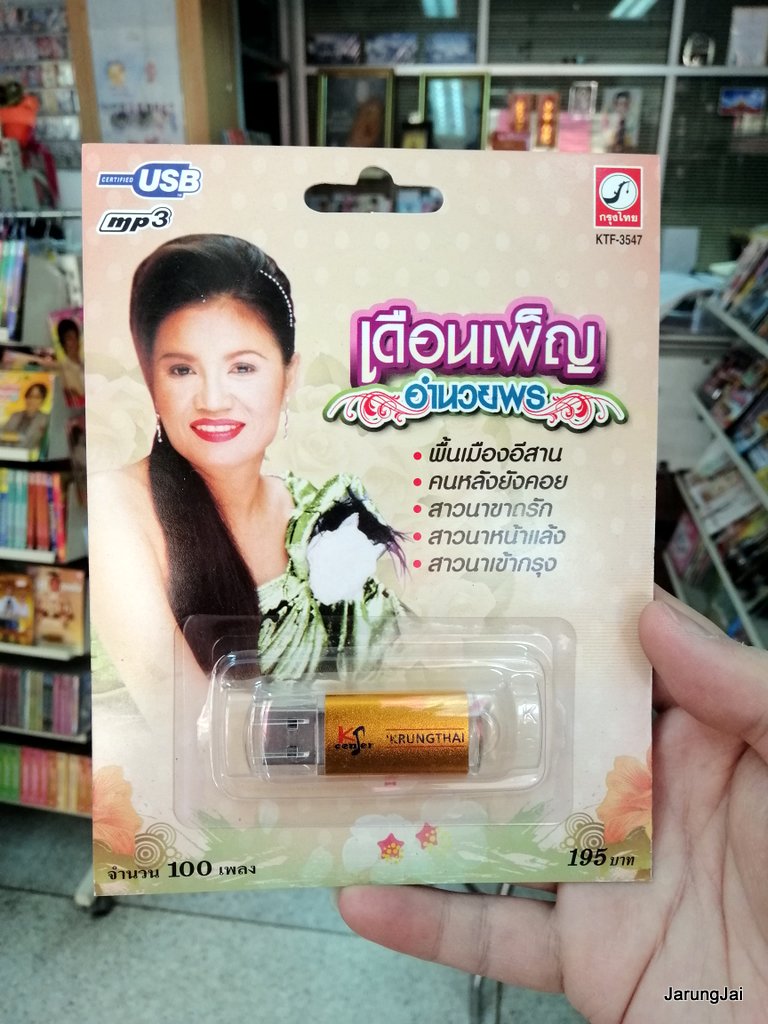 CERTIFIED USB
mp3
กรุงไทย
KTF-3547
เดือนเพ็ญ
อำนวยพร
• พื้นเมืองอีสาน
• คนหลังยังคอย
• สาวนาขาดรัก
• สาวนาหน้าแล้ง
• สาวนาเข้ากรุง
KS center KRUNGTHAI
จำนวน 100 เพลง
195 บาท
JarungJai